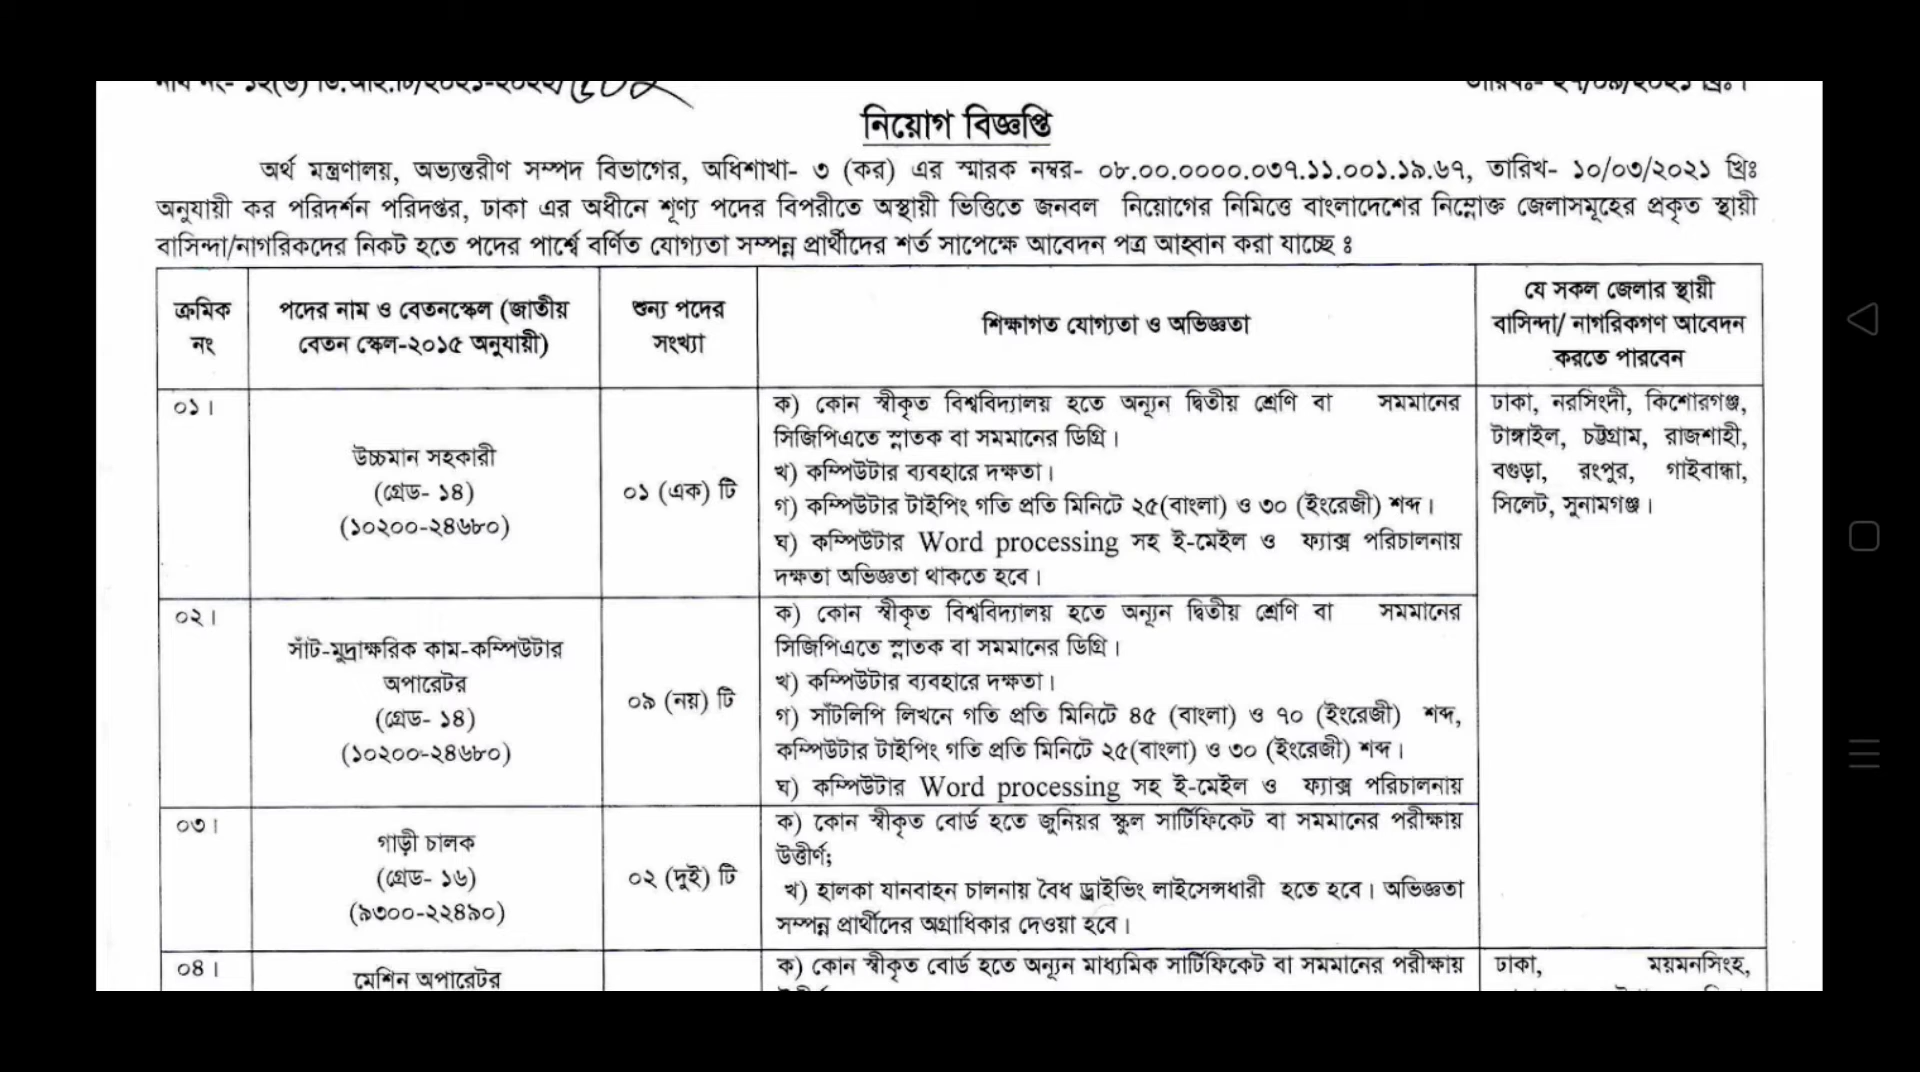 নিয়োগ বিজ্ঞপ্তি
অর্থ মন্ত্রণালয়, অভ্যন্তরীণ সম্পদ বিভাগের, অধিশাখা- ৩ (কর) এর স্মারক নম্বর- ০৮.০০.০০০০.০৩৭.১১.০০১.১৯.৬৭, তারিখ- ১০/০৩/২০২১ খ্রিঃ
অনুযায়ী কর পরিদর্শন পরিদপ্তর, ঢাকা এর অধীনে শূণ্য পদের বিপরীতে অস্থায়ী ভিত্তিতে জনবল নিয়োগের নিমিত্তে বাংলাদেশের নিম্নোক্ত জেলাসমূহের প্রকৃত স্থায়ী
বাসিন্দা/নাগরিকদের নিকট হতে পদের পার্শ্বে বর্ণিত যোগ্যতা সম্পন্ন প্রার্থীদের শর্ত সাপেক্ষে আবেদন পত্র আহ্বান করা যাচ্ছে ঃ
ক্রমিক
নং
পদের নাম ও বেতনস্কেল (জাতীয়
বেতন স্কেল-২০১৫ অনুযায়ী)
শুন্য পদের
সংখ্যা
শিক্ষাগত যোগ্যতা ও অভিজ্ঞতা
যে সকল জেলার স্থায়ী
বাসিন্দা/ নাগরিকগণ আবেদন
করতে পারবেন
০১।
উচ্চমান সহকারী
(গ্রেড- ১৪)
(১০২০০-২৪৬৮০)
০১ (এক) টি
ক) কোন স্বীকৃত বিশ্ববিদ্যালয় হতে অন্যূন দ্বিতীয় শ্রেণি বা সমমানের
সিজিপিএতে স্নাতক বা সমমানের ডিগ্রি।
খ) কম্পিউটার ব্যবহারে দক্ষতা।
গ) কম্পিউটার টাইপিং গতি প্রতি মিনিটে ২৫(বাংলা) ও ৩০ (ইংরেজী) শব্দ।
ঘ) কম্পিউটার Word processing সহ ই-মেইল ও ফ্যাক্স পরিচালনায়
দক্ষতা অভিজ্ঞতা থাকতে হবে।
ঢাকা, নরসিংদী, কিশোরগঞ্জ,
টাঙ্গাইল, চট্টগ্রাম, রাজশাহী,
বগুড়া, রংপুর, গাইবান্ধা,
সিলেট, সুনামগঞ্জ।
০২।
সাঁট-মুদ্রাক্ষরিক কাম-কম্পিউটার
অপারেটর
(গ্রেড- ১৪)
(১০২০০-২৪৬৮০)
০৯ (নয়) টি
ক) কোন স্বীকৃত বিশ্ববিদ্যালয় হতে অন্যূন দ্বিতীয় শ্রেণি বা সমমানের
সিজিপিএতে স্নাতক বা সমমানের ডিগ্রি।
খ) কম্পিউটার ব্যবহারে দক্ষতা।
গ) সাঁটলিপি লিখনে গতি প্রতি মিনিটে ৪৫ (বাংলা) ও ৭০ (ইংরেজী) শব্দ,
কম্পিউটার টাইপিং গতি প্রতি মিনিটে ২৫(বাংলা) ও ৩০ (ইংরেজী) শব্দ।
ঘ) কম্পিউটার Word processing সহ ই-মেইল ও ফ্যাক্স পরিচালনায়
০৩।
গাড়ী চালক
(গ্রেড- ১৬)
(৯৩০০-২২৪৯০)
০২ (দুই) টি
ক) কোন স্বীকৃত বোর্ড হতে জুনিয়র স্কুল সার্টিফিকেট বা সমমানের পরীক্ষায়
উত্তীর্ণ;
খ) হালকা যানবাহন চালনায় বৈধ ড্রাইভিং লাইসেন্সধারী হতে হবে। অভিজ্ঞতা
সম্পন্ন প্রার্থীদের অগ্রাধিকার দেওয়া হবে।
০৪।
মেশিন অপারেটর
ক) কোন স্বীকৃত বোর্ড হতে অন্যূন মাধ্যমিক সার্টিফিকেট বা সমমানের পরীক্ষায়
ঢাকা, ময়মনসিংহ,